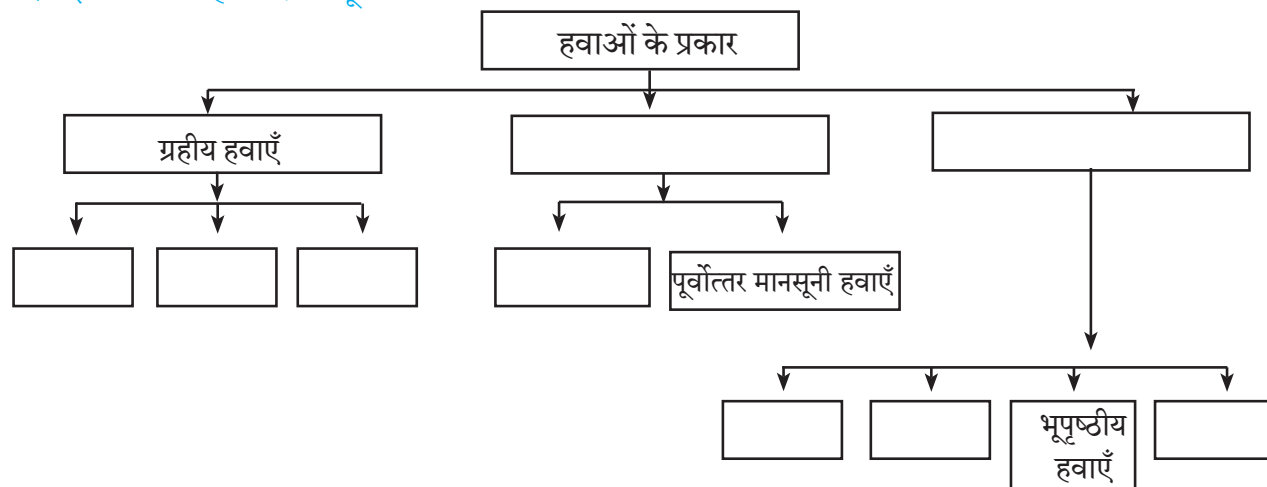 हवाओं के प्रकार
ग्रहीय हवाएँ
पूर्वोत्तर मानसूनी हवाएँ
भूपृष्ठीय
हवाएँ